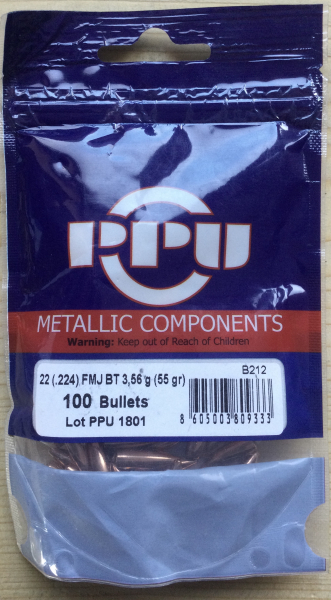 PPU
METALLIC COMPONENTS
Warning: Keep out of Reach of Children
B212
22 (.224) FMJ BT 3,56 g (55 gr)
100 Bullets
Lot PPU 1801
8 605003 809333